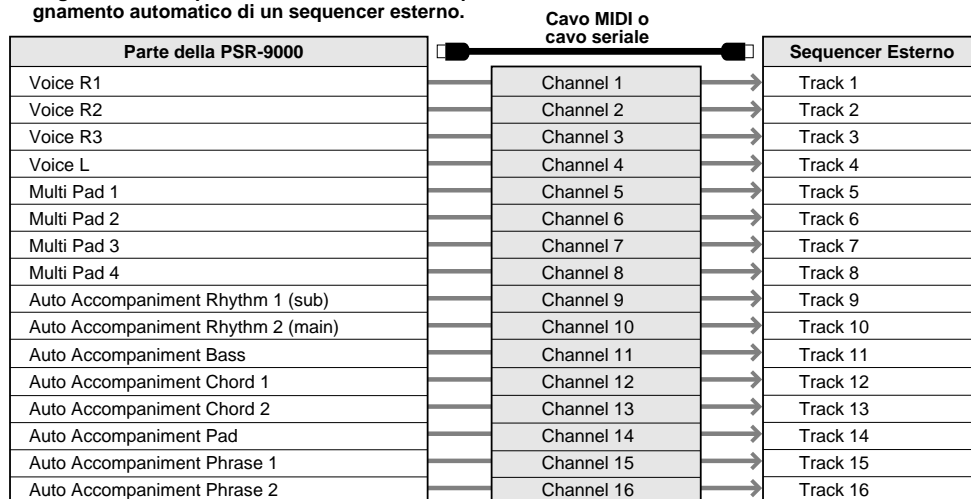 gnamento automatico di un sequencer esterno.
Cavo MIDI o
cavo seriale
Parte della PSR-9000 Sequencer Esterno
Voice R1 Channel 1 Track 1
Voice R2 Channel 2 Track 2
Voice R3 Channel 3 Track 3
Voice L Channel 4 Track 4
Multi Pad 1 Channel 5 Track 5
Multi Pad 2 Channel 6 Track 6
Multi Pad 3 Channel 7 Track 7
Multi Pad 4 Channel 8 Track 8
Auto Accompaniment Rhythm 1 (sub) Channel 9 Track 9
Auto Accompaniment Rhythm 2 (main) Channel 10 Track 10
Auto Accompaniment Bass Channel 11 Track 11
Auto Accompaniment Chord 1 Channel 12 Track 12
Auto Accompaniment Chord 2 Channel 13 Track 13
Auto Accompaniment Pad Channel 14 Track 14
Auto Accompaniment Phrase 1 Channel 15 Track 15
Auto Accompaniment Phrase 2 Channel 16 Track 16